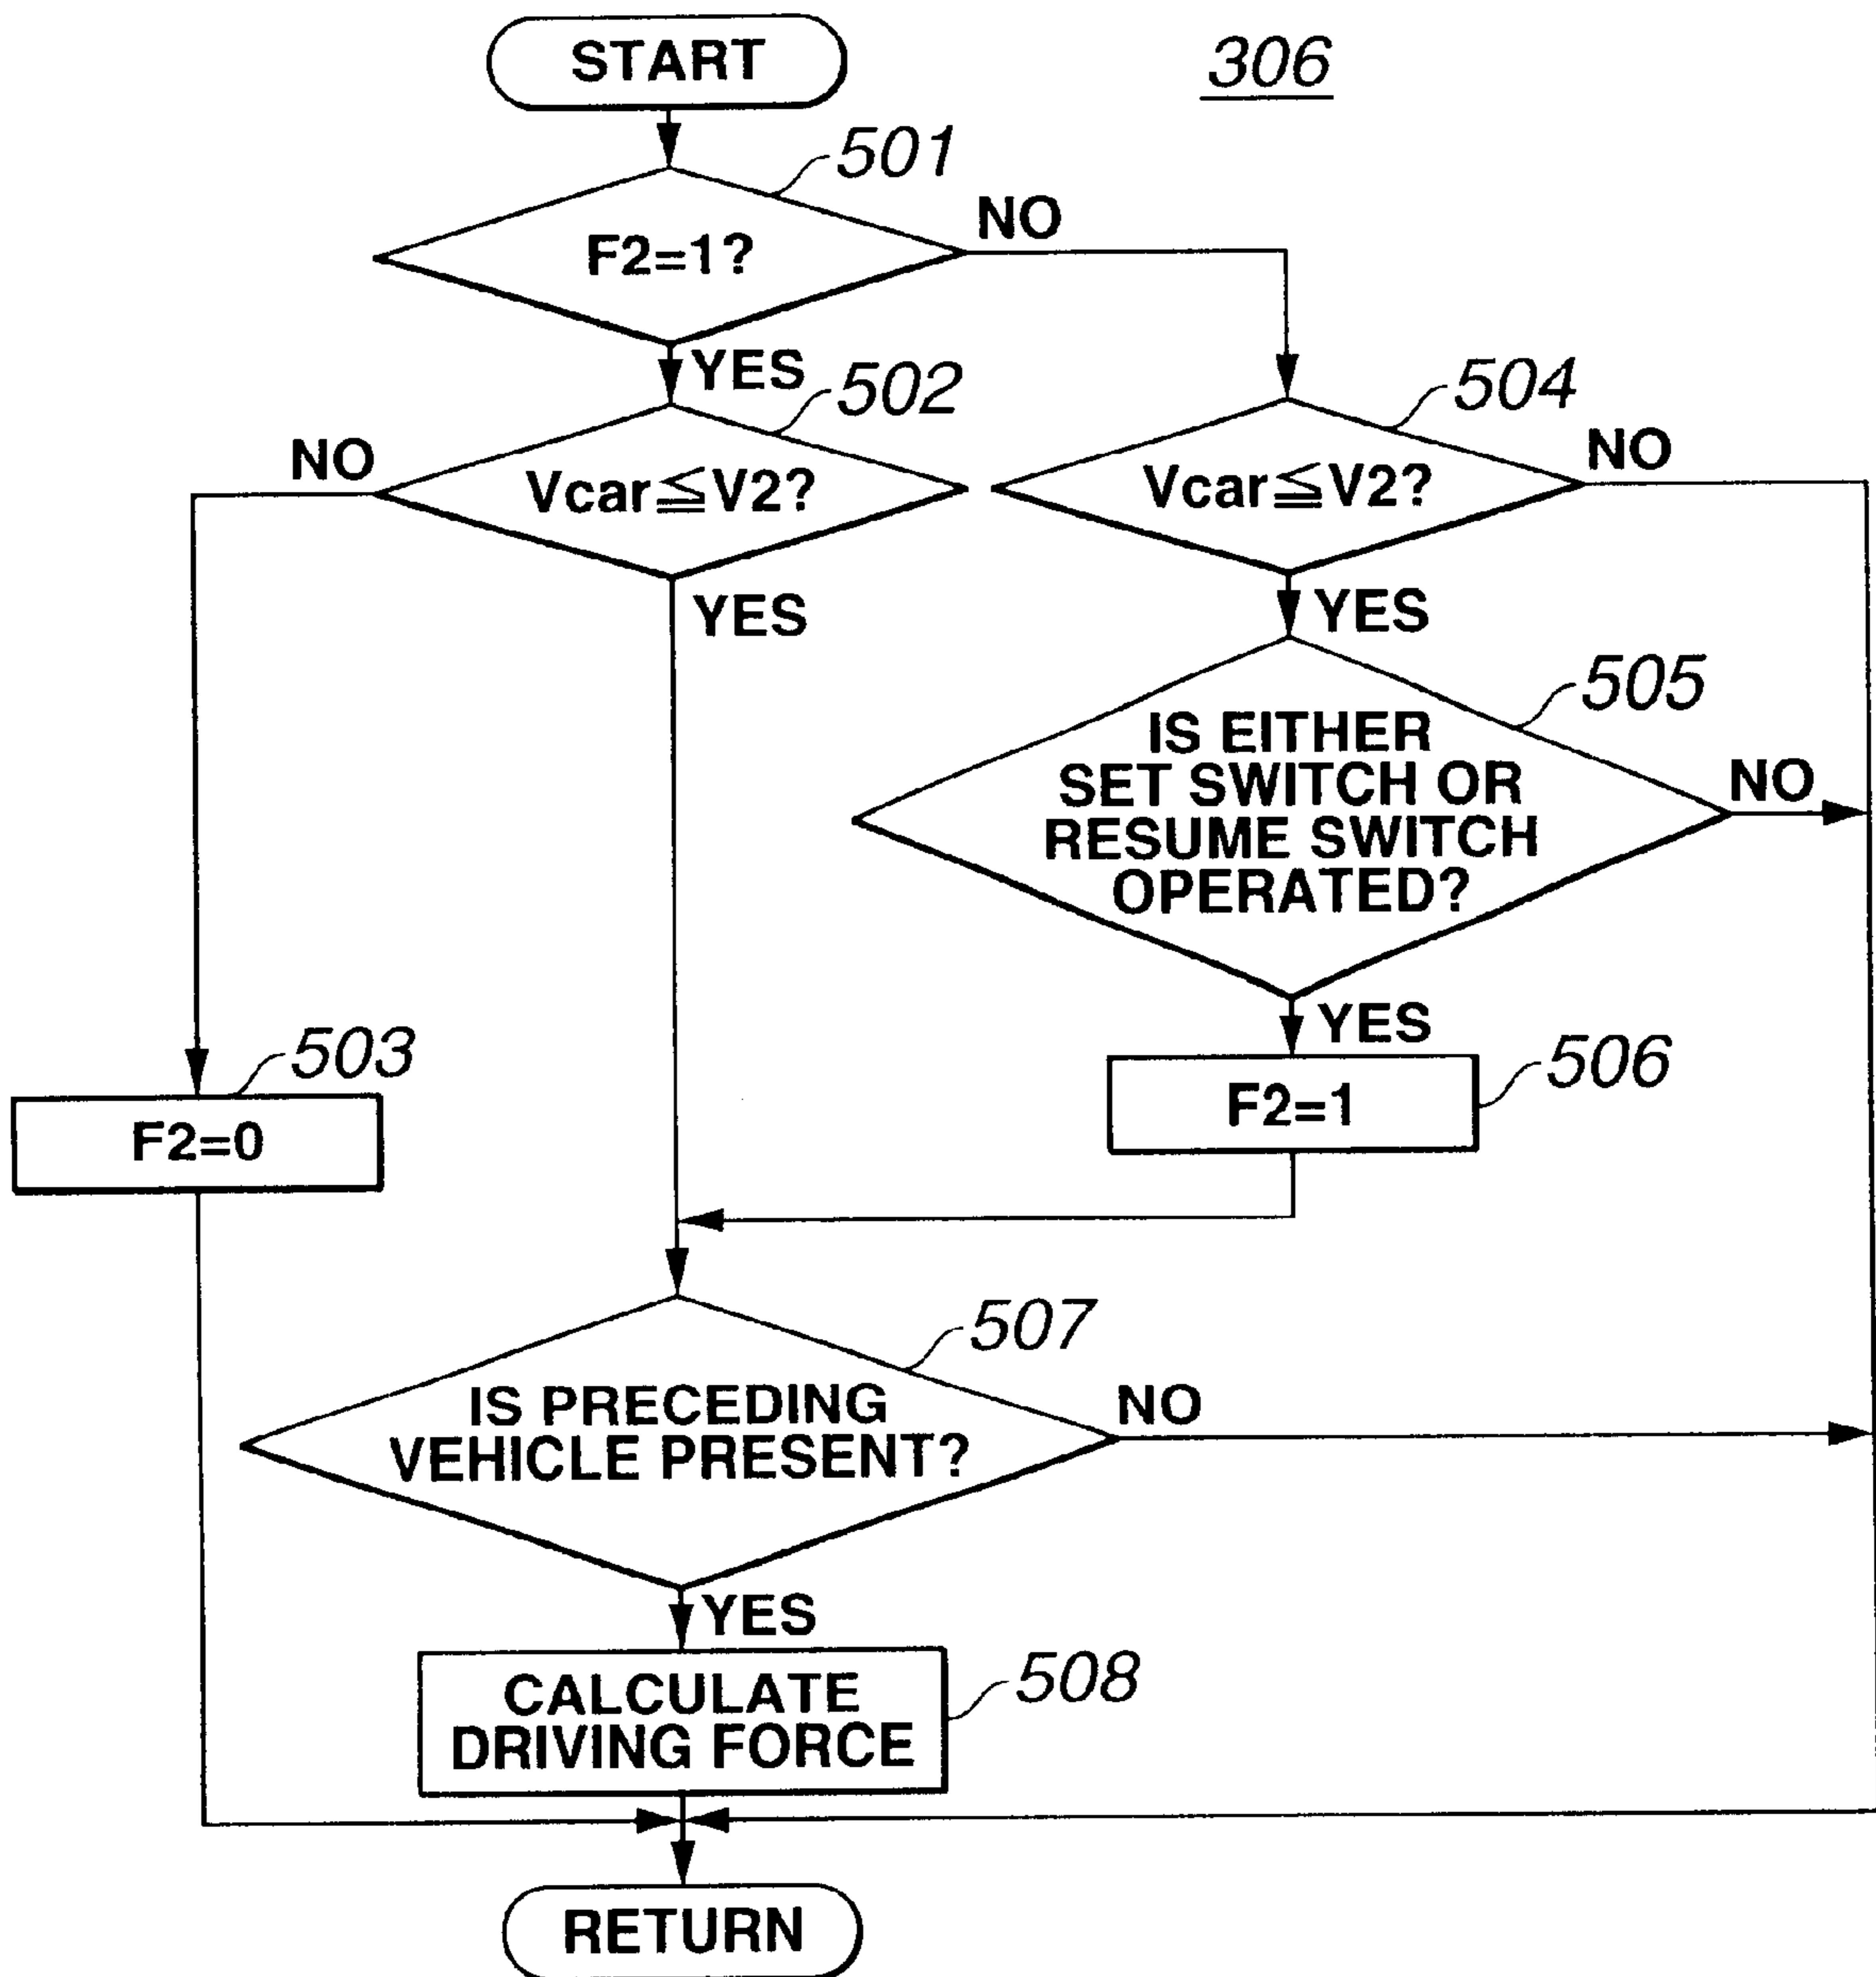 START
306
501
F2=1?
NO
YES
502
504
NO
Vcar≦V2?
Vcar≦V2?
NO
YES
YES
505
IS EITHER
SET SWITCH OR
RESUME SWITCH
OPERATED?
NO
YES
503
506
F2=0
F2=1
507
IS PRECEDING
VEHICLE PRESENT?
NO
YES
508
CALCULATE
DRIVING FORCE
RETURN